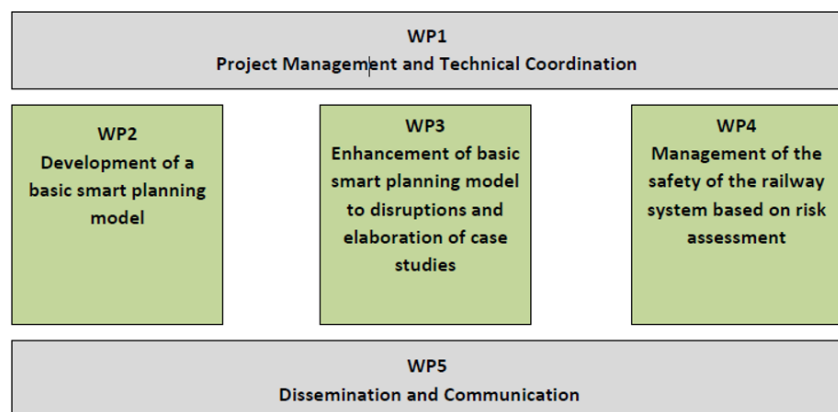 WP1
Project Management and Technical Coordination
WP2
Development of a
basic smart planning
model
WP3
Enhancement of basic
smart planning model
to disruptions and
elaboration of case
studies
WP4
Management of the
safety of the railway
system based on risk
assessment
WP5
Dissemination and Communication